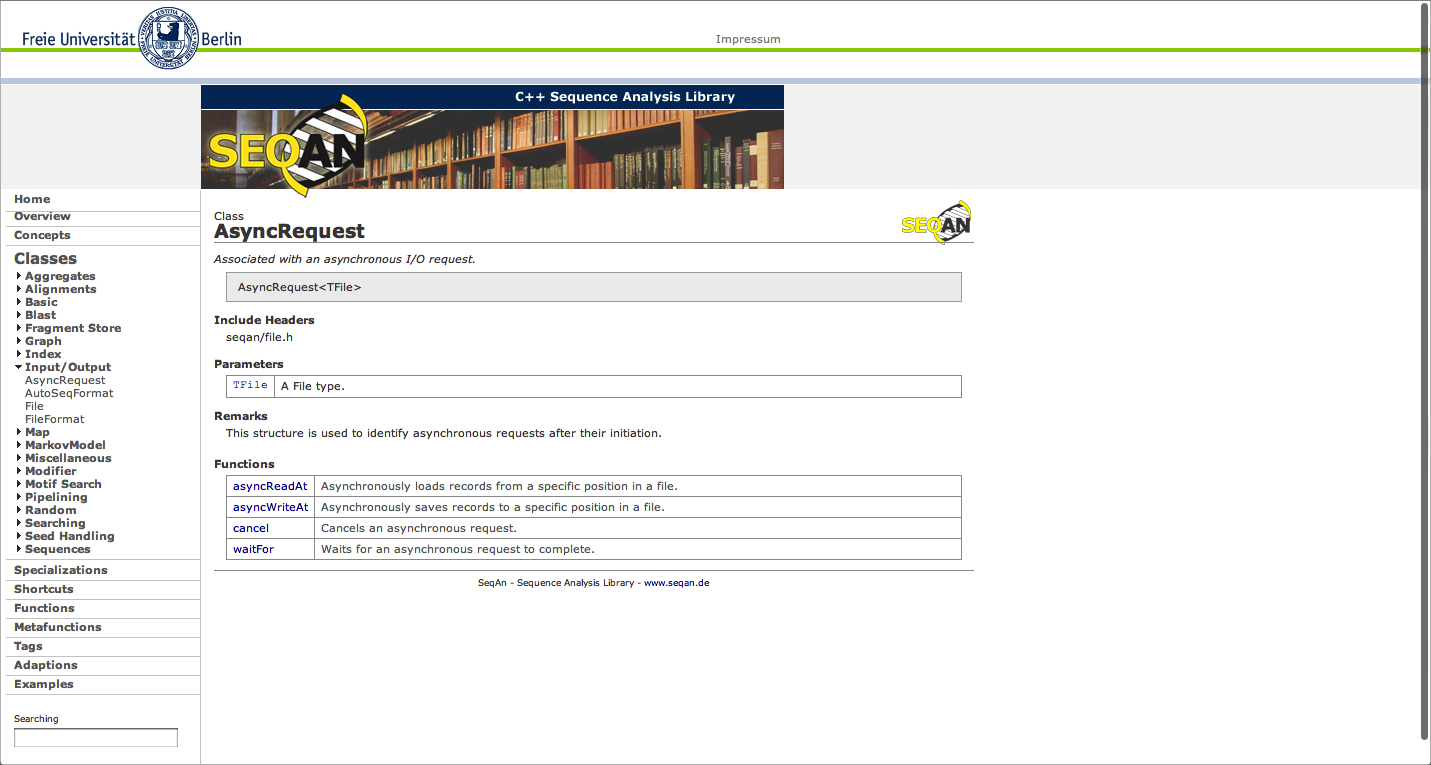 Freie Universität Berlin
Impressum
C++ Sequence Analysis Library
SEQAN
Home
Overview
Concepts
Classes
Aggregates
Alignments
Basic
Blast
Fragment Store
Graph
Index
Input/Output
AsyncRequest
AutoSeqFormat
File
FileFormat
Map
MarkovModel
Miscellaneous
Modifier
Motif Search
Pipelining
Random
Searching
Seed Handling
Sequences
Specializations
Shortcuts
Functions
Metafunctions
Tags
Adaptions
Examples
Searching
Class
AsyncRequest
SEQAN
Associated with an asynchronous I/O request.
AsyncRequest<TFile>
Include Headers
seqan/file.h
Parameters
TFile A File type.
Remarks
This structure is used to identify asynchronous requests after their initiation.
Functions
asyncReadAt Asynchronously loads records from a specific position in a file.
asyncWriteAt Asynchronously saves records to a specific position in a file.
cancel Cancels an asynchronous request.
waitFor Waits for an asynchronous request to complete.
SeqAn - Sequence Analysis Library - www.seqan.de